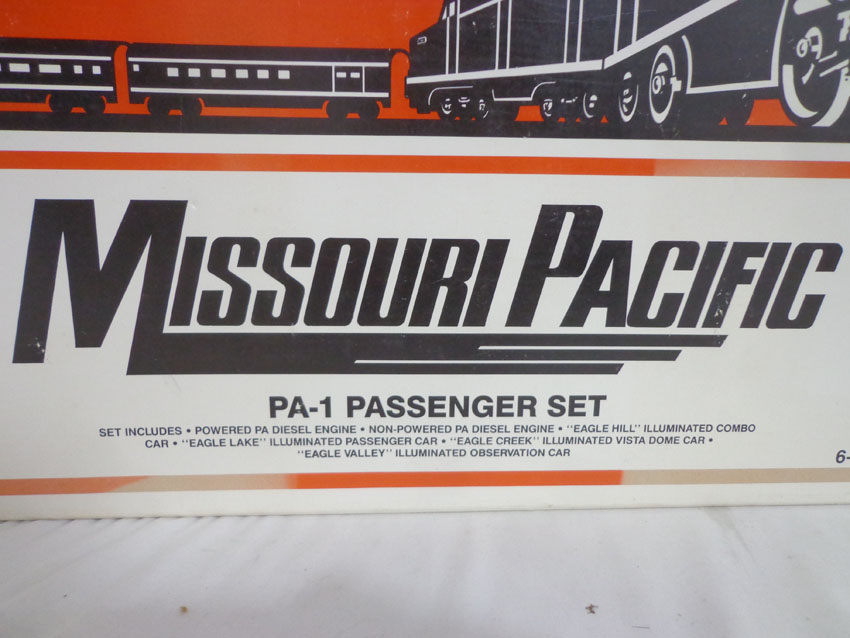 MISSOURI PACIFIC
PA-1 PASSENGER SET
SET INCLUDES • POWERED PA DIESEL ENGINE • NON-POWERED PA DIESEL ENGINE • "EAGLE HILL" ILLUMINATED COMBO
CAR • "EAGLE LAKE" ILLUMINATED PASSENGER CAR • "EAGLE CREEK" ILLUMINATED VISTA DOME CAR •
"EAGLE VALLEY" ILLUMINATED OBSERVATION CAR
6-